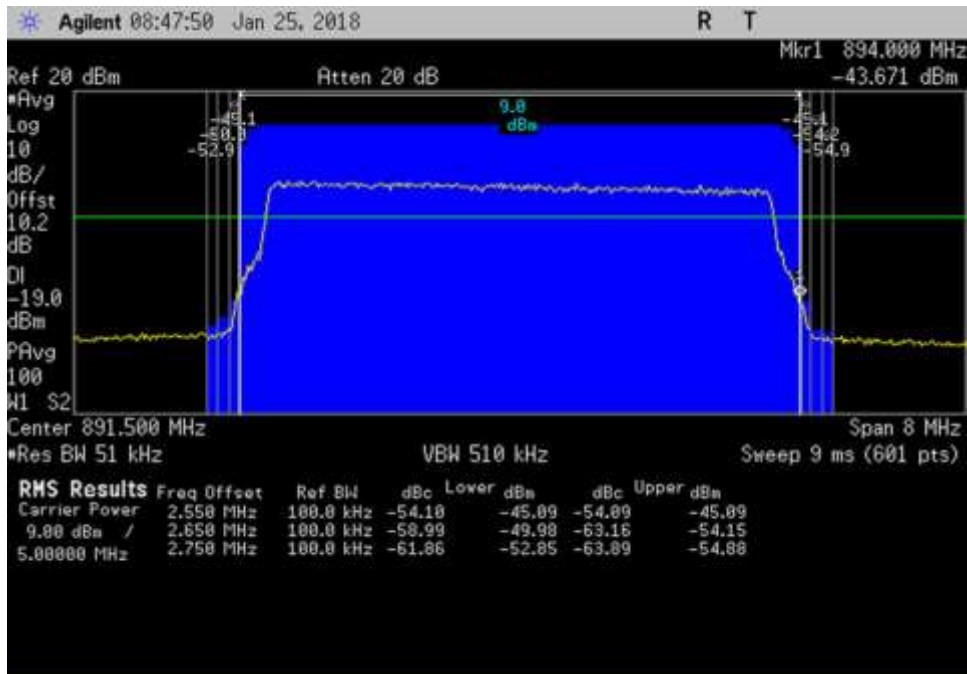 Agilent 08:47:50 Jan 25, 2018 R T
Mkr1 894.000 MHz
Ref 20 dBm Atten 20 dB -43.671 dBm
*Avg
Log
10
dB/
Offst
10.2
dB
DI
-19.0
dBm
PAvg
100
W1 S2
9.0
dBm
-52.9
-54.9
Center 891.500 MHz Span 8 MHz
*Res BW 51 kHz VBW 510 kHz Sweep 9 ms (601 pts)
RMS Results Freq Offset Ref BW dBc Lower dBm dBc Upper dBm
Carrier Power 2.550 MHz 100.0 kHz -54.10 -45.09 -54.09 -45.09
9.00 dBm / 2.650 MHz 100.0 kHz -58.99 -49.98 -63.16 -54.15
5.00000 MHz 2.750 MHz 100.0 kHz -61.86 -52.85 -63.89 -54.88